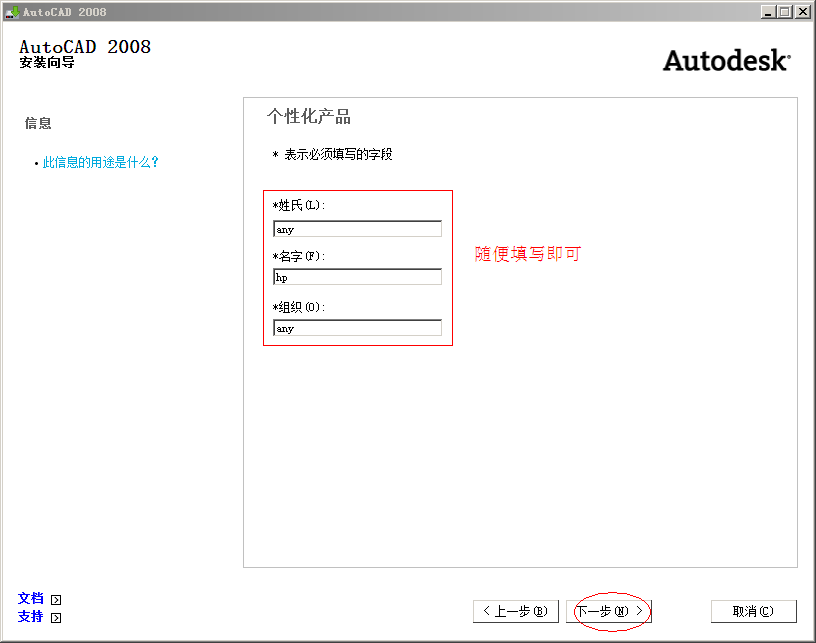 AutoCAD 2008
AutoCAD 2008
安装向导
Autodesk
信息
此信息的用途是什么?
个性化产品
* 表示必须填写的字段
*姓氏(L):
any
*名字(F):
hp
*组织(O):
any
随便填写即可
文档
支持
< 上一步(B)
下一步(N) >
取消(C)